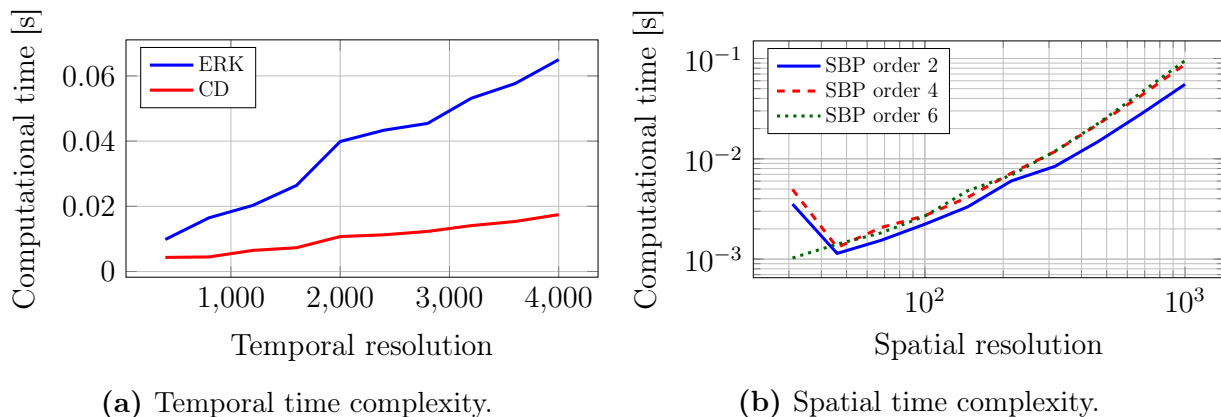 Computational time [s]
0.06
0.04
0.02
0
ERK
CD
1,000
2,000
3,000
4,000
Temporal resolution
(a) Temporal time complexity.
Computational time [s]
10^-1
10^-2
10^-3
SBP order 2
SBP order 4
SBP order 6
10^2
10^3
Spatial resolution
(b) Spatial time complexity.